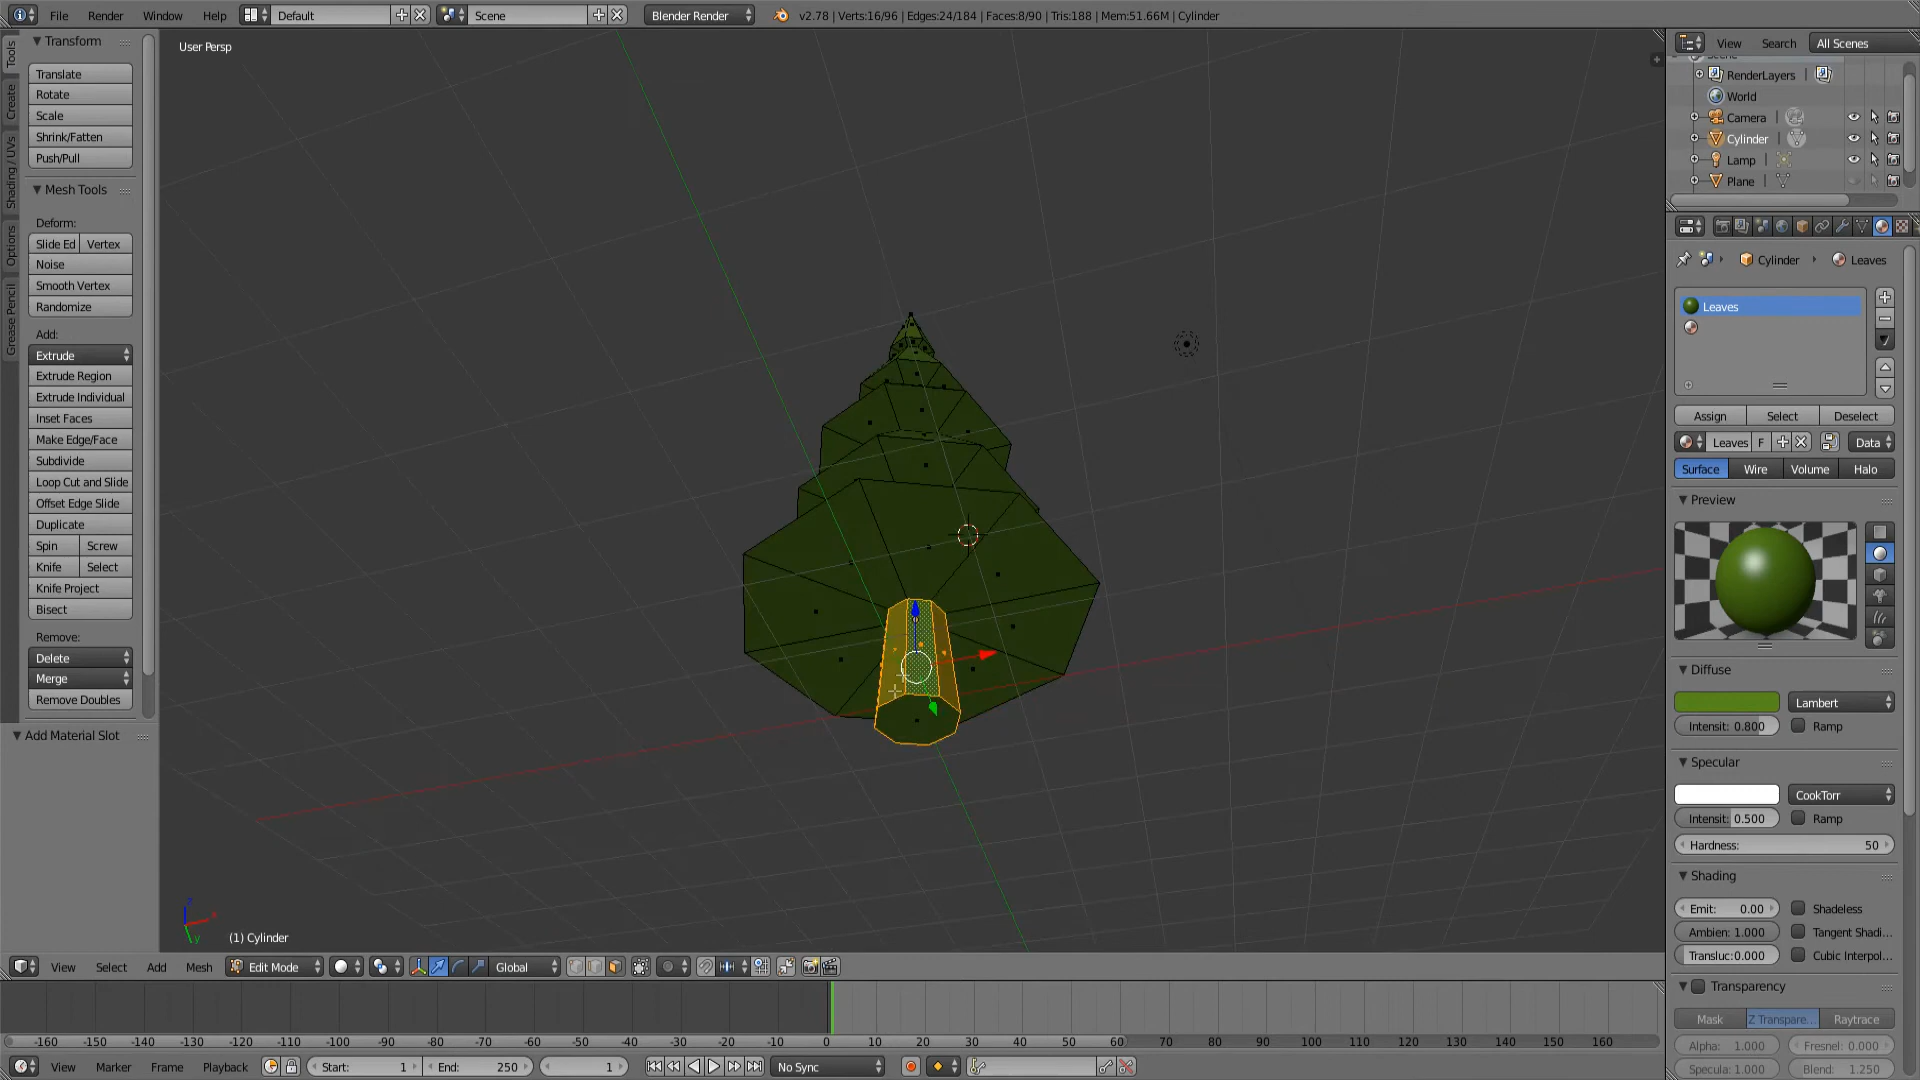 File Render Window Help Default Scene Blender Render v2.78 | Verts:16/96 | Edges:24/184 | Faces:8/90 | Tris:188 | Mem:51.66M | Cylinder
Tools
Create
Shading / UVs
Options
Grease Pencil
Transform
Translate
Rotate
Scale
Shrink/Fatten
Push/Pull
Mesh Tools
Deform:
Slide Ed Vertex
Noise
Smooth Vertex
Randomize
Add:
Extrude
Extrude Region
Extrude Individual
Inset Faces
Make Edge/Face
Subdivide
Loop Cut and Slide
Offset Edge Slide
Duplicate
Spin Screw
Knife Select
Knife Project
Bisect
Remove:
Delete
Merge
Remove Doubles
Add Material Slot
User Persp
(1) Cylinder
View Select Add Mesh Edit Mode Global
View Search All Scenes
Scene
RenderLayers
World
Camera
Cylinder
Lamp
Plane
Cylinder Leaves
Leaves
Assign Select Deselect
Leaves F Data
Surface Wire Volume Halo
Preview
Diffuse
Lambert
Intensit: 0.800 Ramp
Specular
CookTorr
Intensit: 0.500 Ramp
Hardness: 50
Shading
Emit: 0.00 Shadeless
Ambien: 1.000 Tangent Shadi...
Transluc:0.000 Cubic Interpol...
Transparency
Mask Z Transpare... Raytrace
Alpha: 1.000 Fresnel: 0.000
Specula: 1.000 Blend: 1.250
-160 -150 -140 -130 -120 -110 -100 -90 -80 -70 -60 -50 -40 -30 -20 -10 0 10 20 30 40 50 60 70 80 90 100 110 120 130 140 150 160
View Marker Frame Playback Start: 1 End: 250 1 No Sync